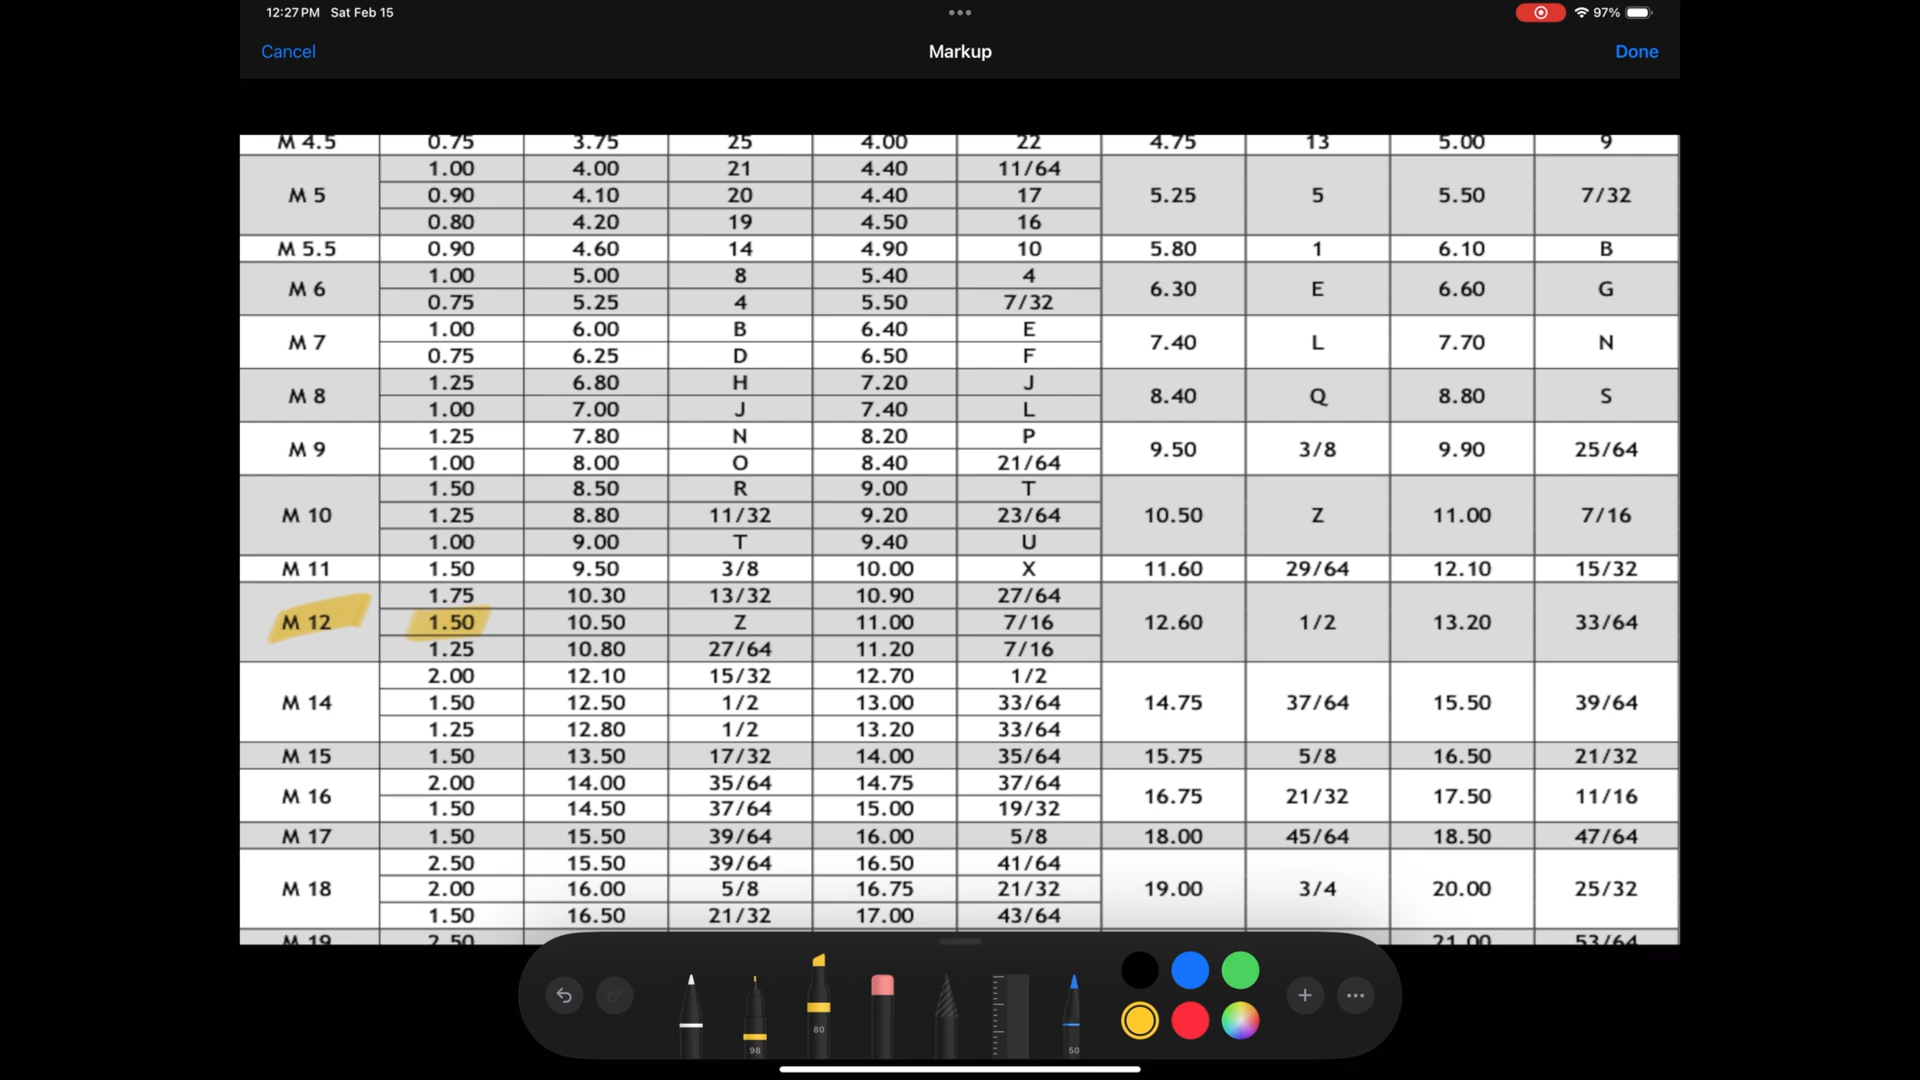 12:27 PM Sat Feb 15 97%
Cancel Markup Done
M 4.5 0.75 3.75 25 4.00 22 4.75 13 5.00 9
M 5 1.00 4.00 21 4.40 11/64 5.25 5 5.50 7/32
0.90 4.10 20 4.40 17
0.80 4.20 19 4.50 16
M 5.5 0.90 4.60 14 4.90 10 5.80 1 6.10 B
M 6 1.00 5.00 8 5.40 4 6.30 E 6.60 G
0.75 5.25 4 5.50 7/32
M 7 1.00 6.00 B 6.40 E 7.40 L 7.70 N
0.75 6.25 D 6.50 F
M 8 1.25 6.80 H 7.20 J 8.40 Q 8.80 S
1.00 7.00 J 7.40 L
M 9 1.25 7.80 N 8.20 P 9.50 3/8 9.90 25/64
1.00 8.00 O 8.40 21/64
M 10 1.50 8.50 R 9.00 T 10.50 Z 11.00 7/16
1.25 8.80 11/32 9.20 23/64
1.00 9.00 T 9.40 U
M 11 1.50 9.50 3/8 10.00 X 11.60 29/64 12.10 15/32
M 12 1.75 10.30 13/32 10.90 27/64 12.60 1/2 13.20 33/64
1.50 10.50 Z 11.00 7/16
1.25 10.80 27/64 11.20 7/16
M 14 2.00 12.10 15/32 12.70 1/2 14.75 37/64 15.50 39/64
1.50 12.50 1/2 13.00 33/64
1.25 12.80 1/2 13.20 33/64
M 15 1.50 13.50 17/32 14.00 35/64 15.75 5/8 16.50 21/32
M 16 2.00 14.00 35/64 14.75 37/64 16.75 21/32 17.50 11/16
1.50 14.50 37/64 15.00 19/32
M 17 1.50 15.50 39/64 16.00 5/8 18.00 45/64 18.50 47/64
M 18 2.50 15.50 39/64 16.50 41/64 19.00 3/4 20.00 25/32
2.00 16.00 5/8 16.75 21/32
1.50 16.50 21/32 17.00 43/64
M 19 2.50 21.00 53/64
98 80 50